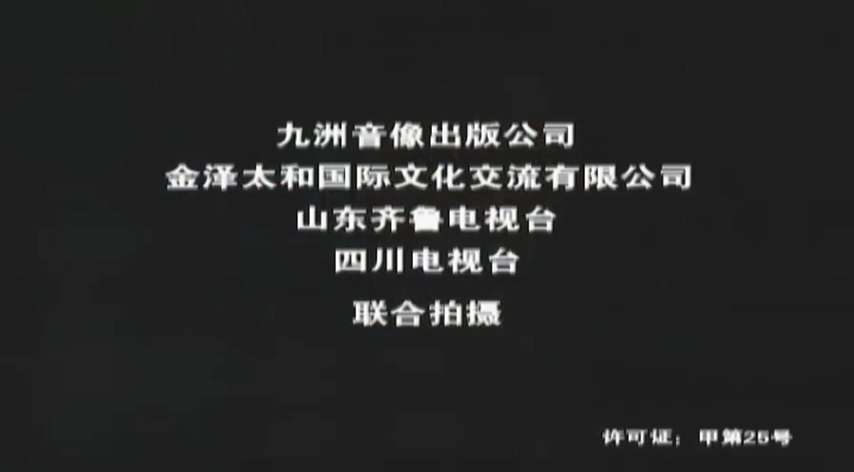 九洲音像出版公司
金泽太和国际文化交流有限公司
山东齐鲁电视台
四川电视台
联合拍摄
许可证：甲第25号